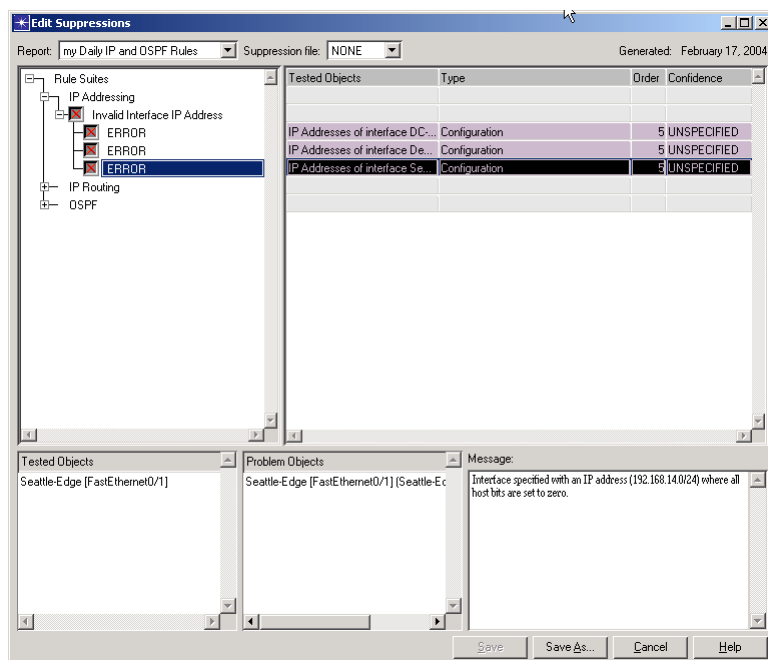 Edit Suppressions
Report: my Daily IP and OSPF Rules Suppression file: NONE Generated: February 17, 2004
Rule Suites
IP Addressing
Invalid Interface IP Address
ERROR
ERROR
ERROR
IP Routing
OSPF
Tested Objects Type Order Confidence
IP Addresses of interface DC-... Configuration 5 UNSPECIFIED
IP Addresses of interface De... Configuration 5 UNSPECIFIED
IP Addresses of interface Se... Configuration 5 UNSPECIFIED
Tested Objects
Seattle-Edge [FastEthernet0/1]
Problem Objects
Seattle-Edge [FastEthernet0/1] (Seattle-Ec
Message:
Interface specified with an IP address (192.168.14.0/24) where all
host bits are set to zero.
Save Save As... Cancel Help